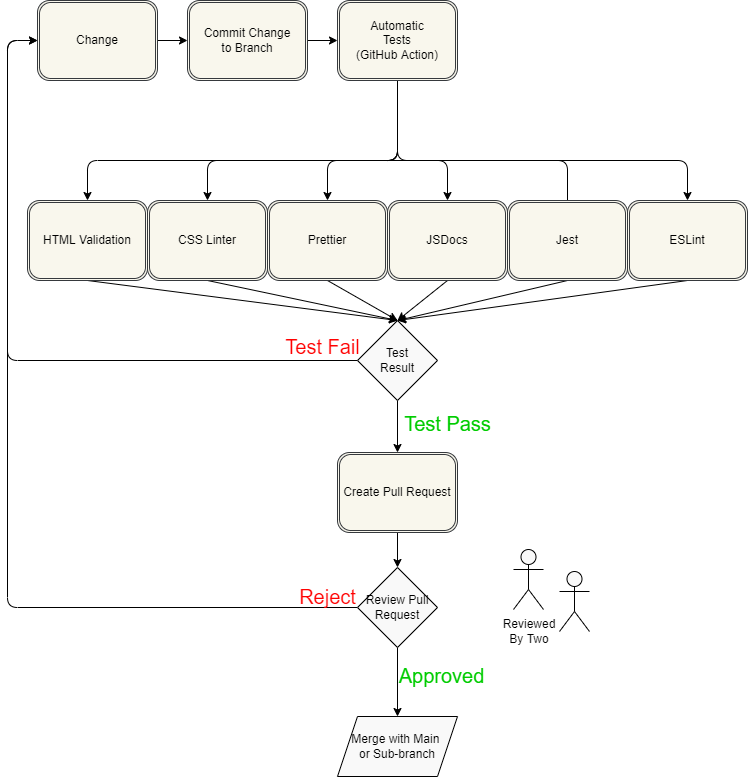 Change
Commit Change
to Branch
Automatic
Tests
(GitHub Action)
HTML Validation
CSS Linter
Prettier
JSDocs
Jest
ESLint
Test Fail
Test
Result
Test Pass
Create Pull Request
Reject
Review Pull
Request
Reviewed
By Two
Approved
Merge with Main
or Sub-branch